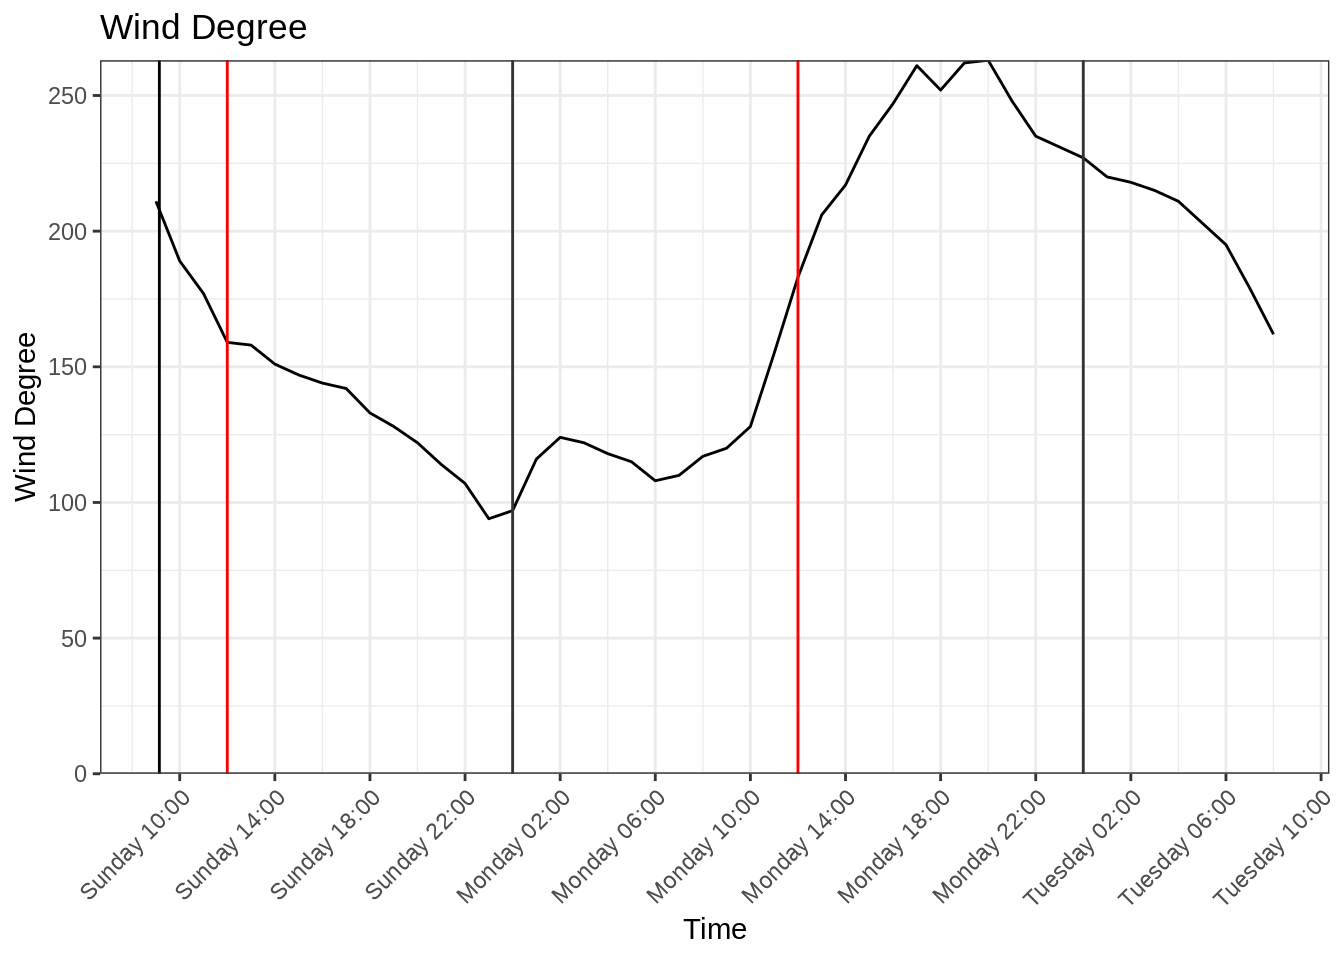 Wind Degree
Wind Degree
250
200
150
100
50
0
Sunday 10:00
Sunday 14:00
Sunday 18:00
Sunday 22:00
Monday 02:00
Monday 06:00
Monday 10:00
Monday 14:00
Monday 18:00
Monday 22:00
Tuesday 02:00
Tuesday 06:00
Tuesday 10:00
Time